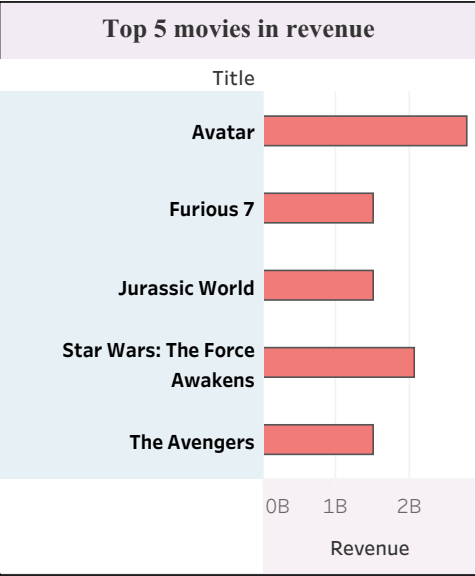 Top 5 movies in revenue
Title
Avatar
Furious 7
Jurassic World
Star Wars: The Force
Awakens
The Avengers
0B 1B 2B
Revenue